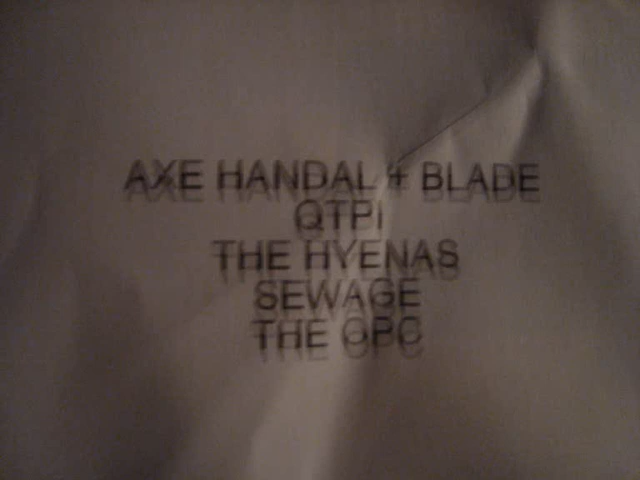 AXE HANDAL + BLADE
QTPI
THE HYENAS
SEWAGE
THE OPC